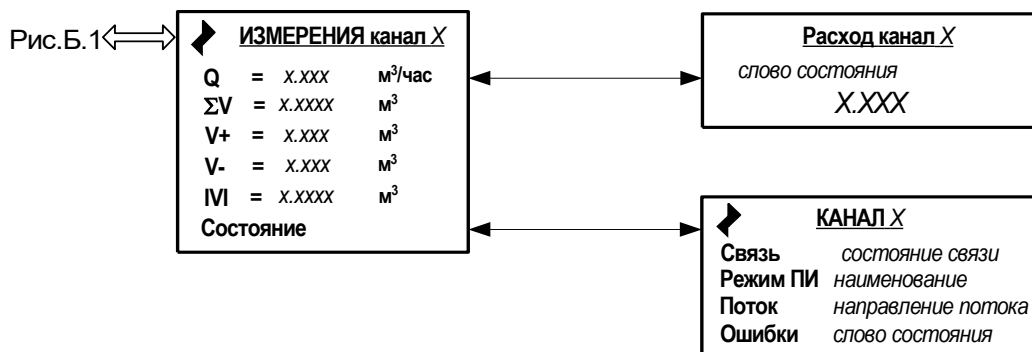 Рис.Б.1
ИЗМЕРЕНИЯ канал X
Q = X.XXX м³/час
ΣV = X.XXXX м³
V+ = X.XXX м³
V- = X.XXX м³
|V| = X.XXXX м³
Состояние
Расход канал X
слово состояния
X.XXX
КАНАЛ X
Связь состояние связи
Режим ПИ наименование
Поток направление потока
Ошибки слово состояния